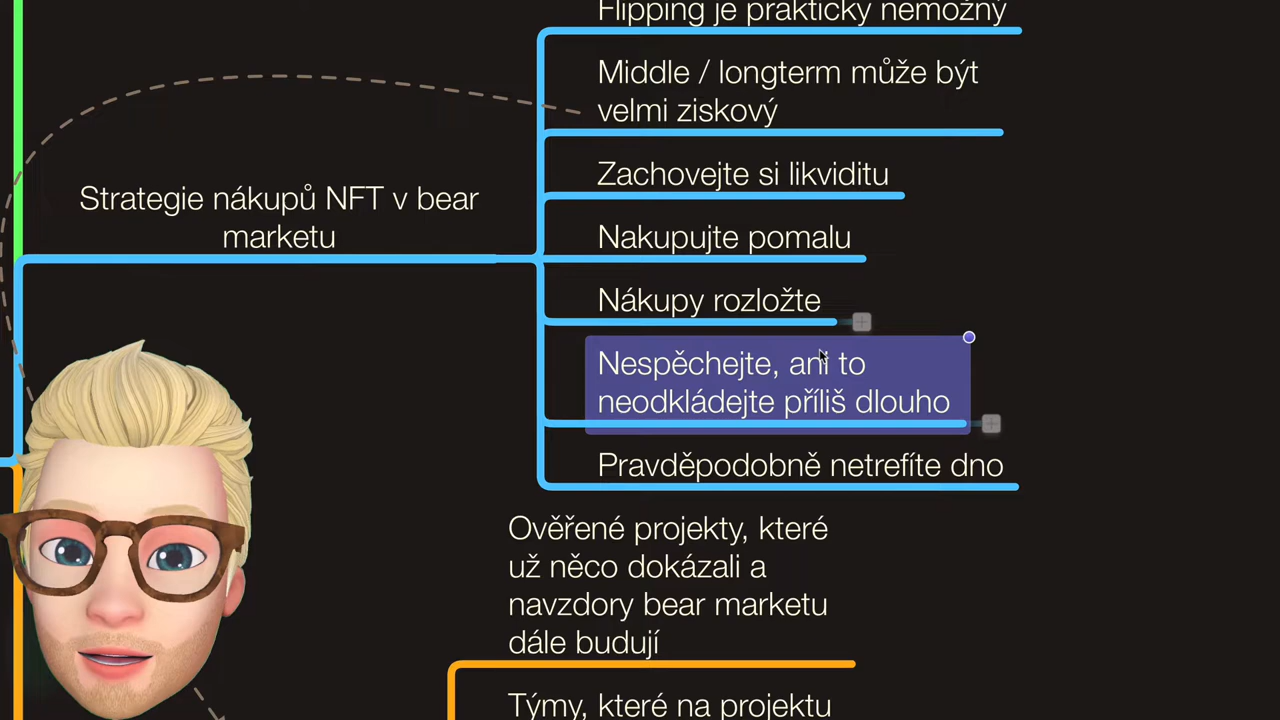 Flipping je prakticky nemožný
Middle / longterm může být
velmi ziskový
Zachovejte si likviditu
Strategie nákupů NFT v bear
marketu
Nakupujte pomalu
Nákupy rozložte
Nespěchejte, ani to
neodkládejte příliš dlouho
Pravděpodobně netrefíte dno
Ověřené projekty, které
už něco dokázali a
navzdory bear marketu
dále budují
Týmy, které na projektu